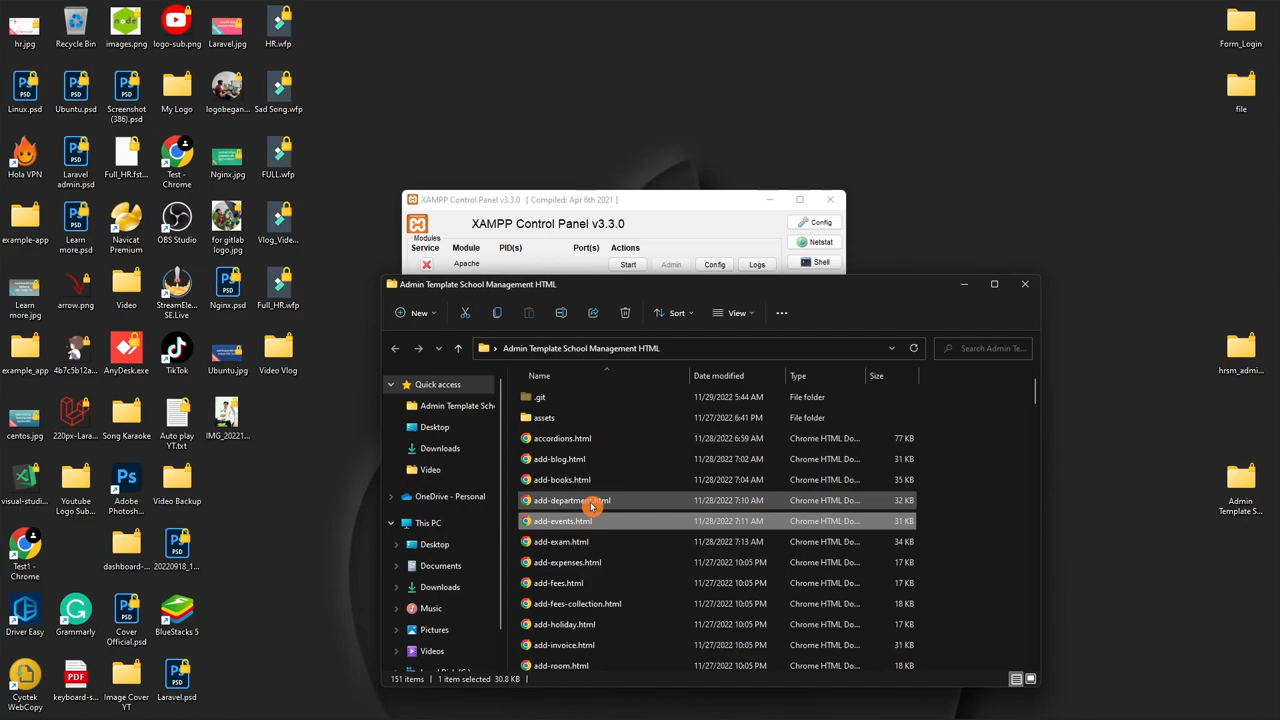 hr.jpg
Recycle Bin
images.png
logo-sub.png
Laravel.jpg
HR.wfp
Form_Login
Linux.psd
Ubuntu.psd
Screenshot (386).psd
My Logo
logobegan...
Sad Song.wfp
file
Hola VPN
Laravel admin.psd
Full_HR.fst...
Test - Chrome
Nginx.jpg
FULL.wfp
example-app
Learn more.psd
Navicat Premium
OBS Studio
for gitlab logo.jpg
Vlog_Vide...
Learn more.jpg
arrow.png
Video
StreamEle... SE.Live
Nginx.psd
Full_HR.wfp
example_app
4b7c5b12a...
AnyDesk.exe
TikTok
Ubuntu.jpg
Video Vlog
hrsm_admi...
centos.jpg
220px-Lara...
Song Karaoke
Auto play YT.txt
IMG_20221...
visual-studi...
Youtube Logo Sub...
Adobe Photosh...
Video Backup
Admin Template S...
Test1 - Chrome
dashboard-...
20220918_1...
Driver Easy
Grammarly
Cover Official.psd
BlueStacks 5
Cyotek WebCopy
keyboard-s...
Image Cover YT
Laravel.psd
XAMPP Control Panel v3.3.0 [ Compiled: Apr 6th 2021 ]
XAMPP Control Panel v3.3.0
Config
Modules
Service Module PID(s) Port(s) Actions
Netstat
Apache Start Admin Config Logs
Shell
Admin Template School Management HTML
New Sort View
Admin Template School Management HTML
Search Admin Te...
Name Date modified Type Size
Quick access
Admin Template Sch
Desktop
Downloads
Video
OneDrive - Personal
This PC
Desktop
Documents
Downloads
Music
Pictures
Videos
.git 11/29/2022 5:44 AM File folder
assets 11/27/2022 6:41 PM File folder
accordions.html 11/28/2022 6:59 AM Chrome HTML Do... 77 KB
add-blog.html 11/28/2022 7:02 AM Chrome HTML Do... 31 KB
add-books.html 11/28/2022 7:04 AM Chrome HTML Do... 35 KB
add-department.html 11/28/2022 7:10 AM Chrome HTML Do... 32 KB
add-events.html 11/28/2022 7:11 AM Chrome HTML Do... 31 KB
add-exam.html 11/28/2022 7:13 AM Chrome HTML Do... 34 KB
add-expenses.html 11/27/2022 10:05 PM Chrome HTML Do... 17 KB
add-fees.html 11/27/2022 10:05 PM Chrome HTML Do... 17 KB
add-fees-collection.html 11/27/2022 10:05 PM Chrome HTML Do... 18 KB
add-holiday.html 11/27/2022 10:05 PM Chrome HTML Do... 17 KB
add-invoice.html 11/27/2022 10:05 PM Chrome HTML Do... 31 KB
add-room.html 11/27/2022 10:05 PM Chrome HTML Do... 18 KB
151 items 1 item selected 30.8 KB